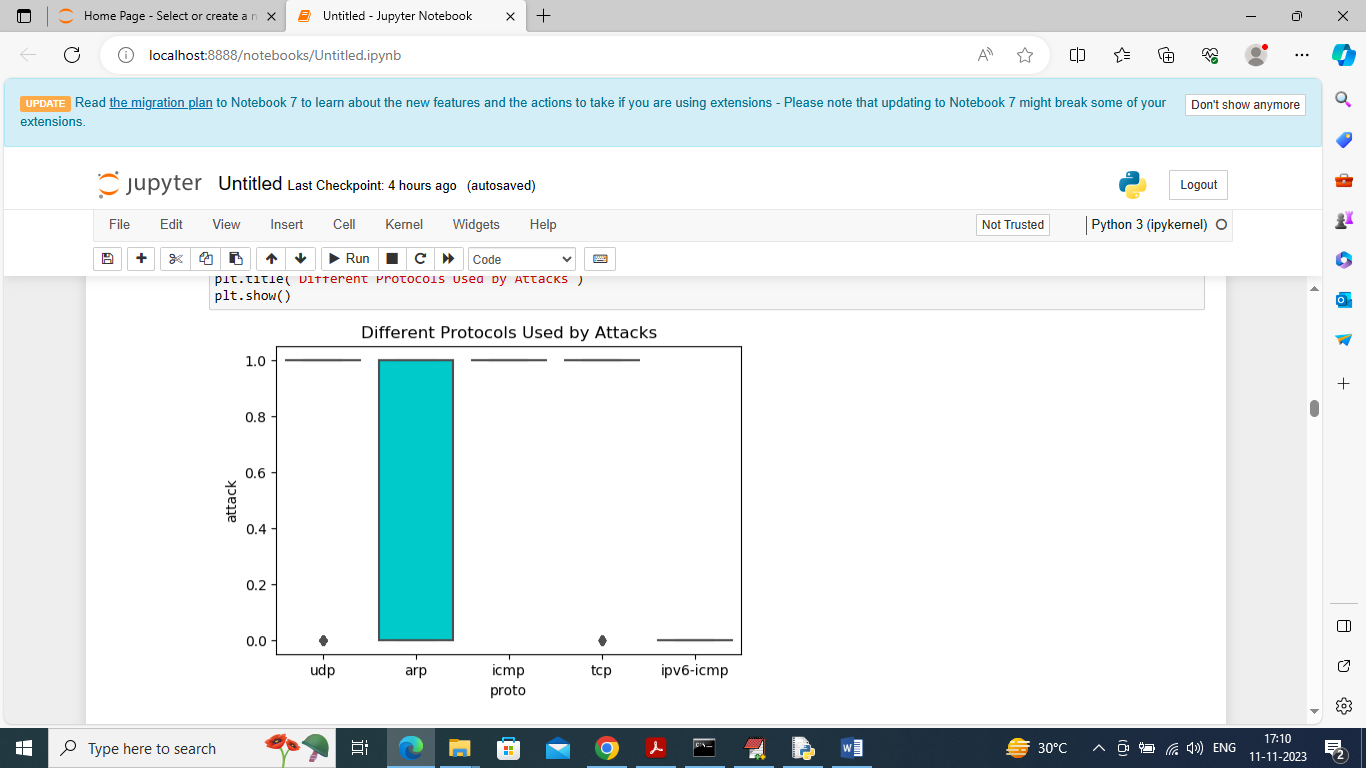 Home Page - Select or create a n
Untitled - Jupyter Notebook
localhost:8888/notebooks/Untitled.ipynb
UPDATE Read the migration plan to Notebook 7 to learn about the new features and the actions to take if you are using extensions - Please note that updating to Notebook 7 might break some of your
extensions.
Don't show anymore
jupyter Untitled Last Checkpoint: 4 hours ago (autosaved)
Logout
File Edit View Insert Cell Kernel Widgets Help
Not Trusted
Python 3 (ipykernel)
Run
Code
plt.title('Different Protocols Used by Attacks')
plt.show()
Different Protocols Used by Attacks
1.0
0.8
0.6
0.4
0.2
0.0
attack
udp arp icmp tcp ipv6-icmp
proto
Type here to search
30°C
ENG
17:10
11-11-2023
2